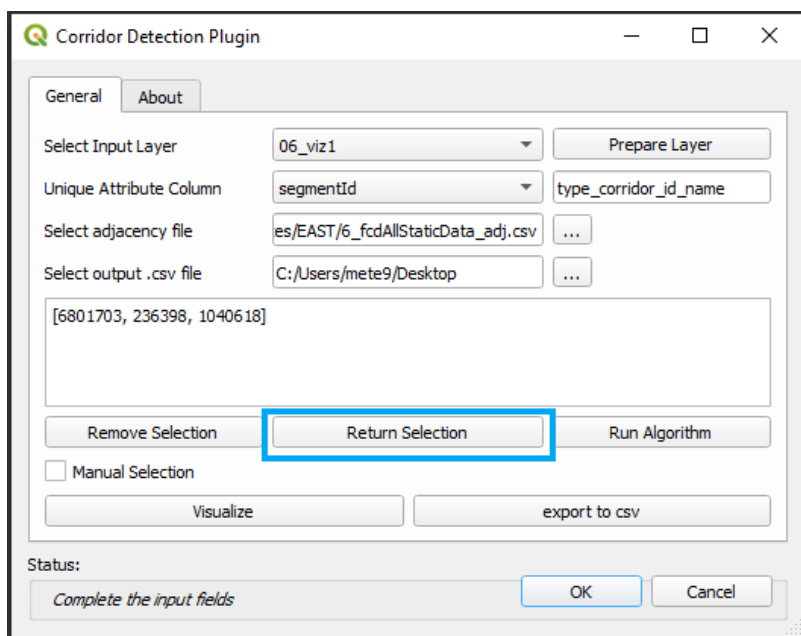 Corridor Detection Plugin
General About
Select Input Layer 06_viz1 Prepare Layer
Unique Attribute Column segmentId type_corridor_id_name
Select adjacency file es/EAST/6_fcdAllStaticData_adj.csv ...
Select output .csv file C:/Users/mete9/Desktop ...
[6801703, 236398, 1040618]
Remove Selection Return Selection Run Algorithm
Manual Selection
Visualize export to csv
Status:
Complete the input fields OK Cancel